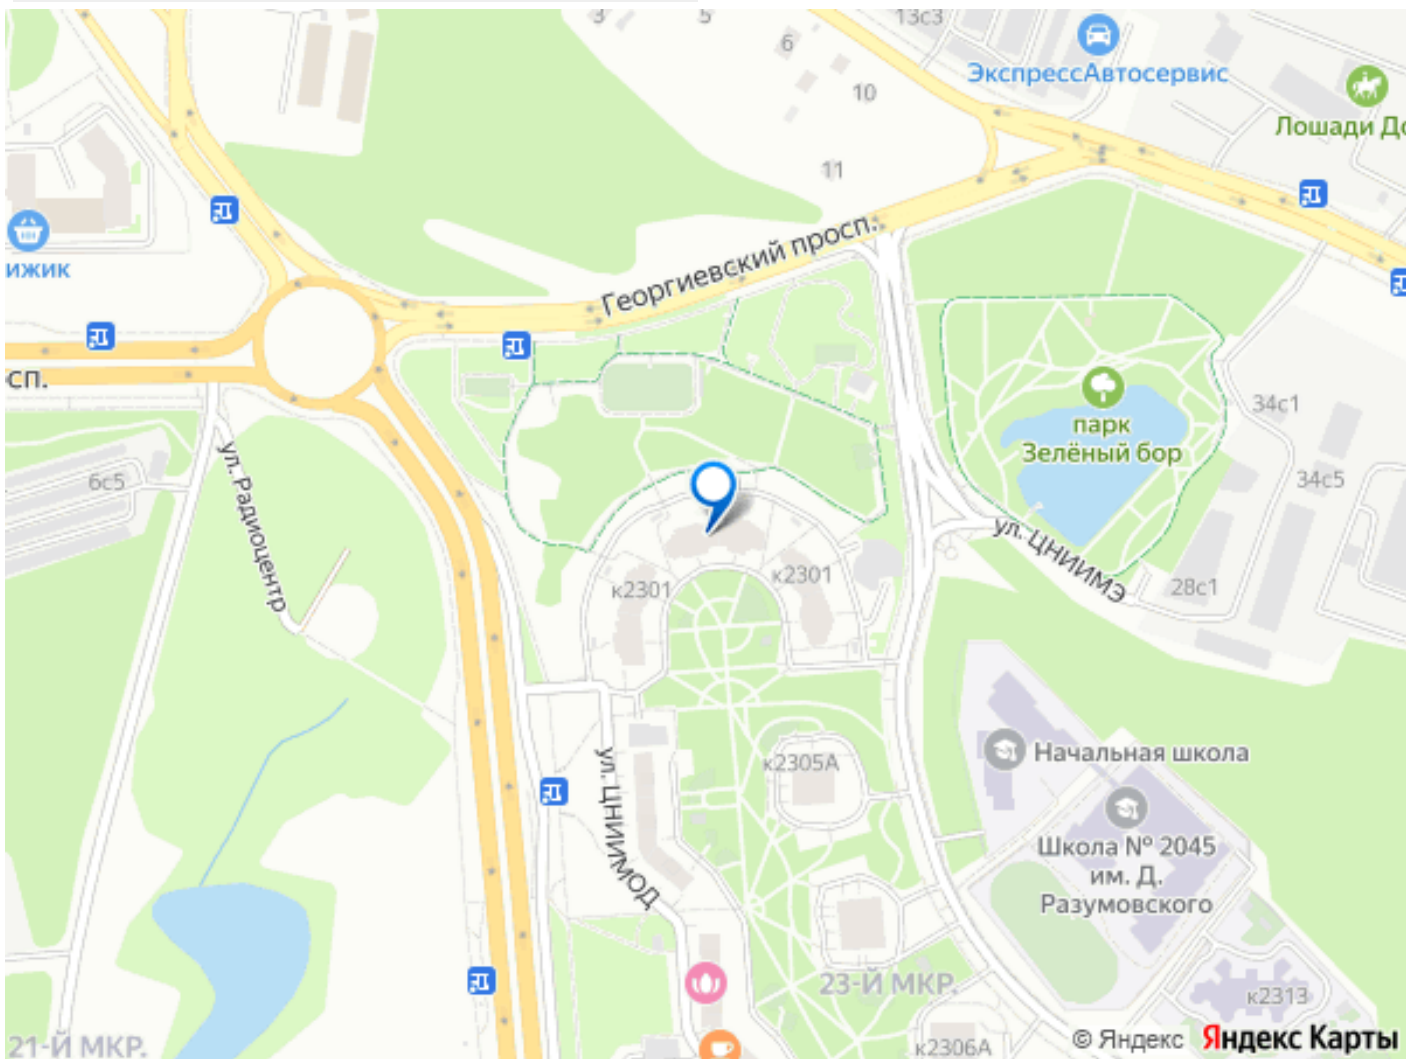 3
5
13с3
6
ЭкспрессАвтосервис
10
Лошади До
11
ижик
Георгиевский просп.
сп.
парк
Зелёный бор
34с1
34с5
6с5
ул. Радиоцентр
ул. ЦНИИМЭ
28с1
к2301
к2301
Начальная школа
к2305А
ул. ЦНИИМОД
Школа № 2045
им. Д.
Разумовского
23-Й МКР.
к2313
21-Й МКР.
к2306А
© Яндекс Яндекс Карты